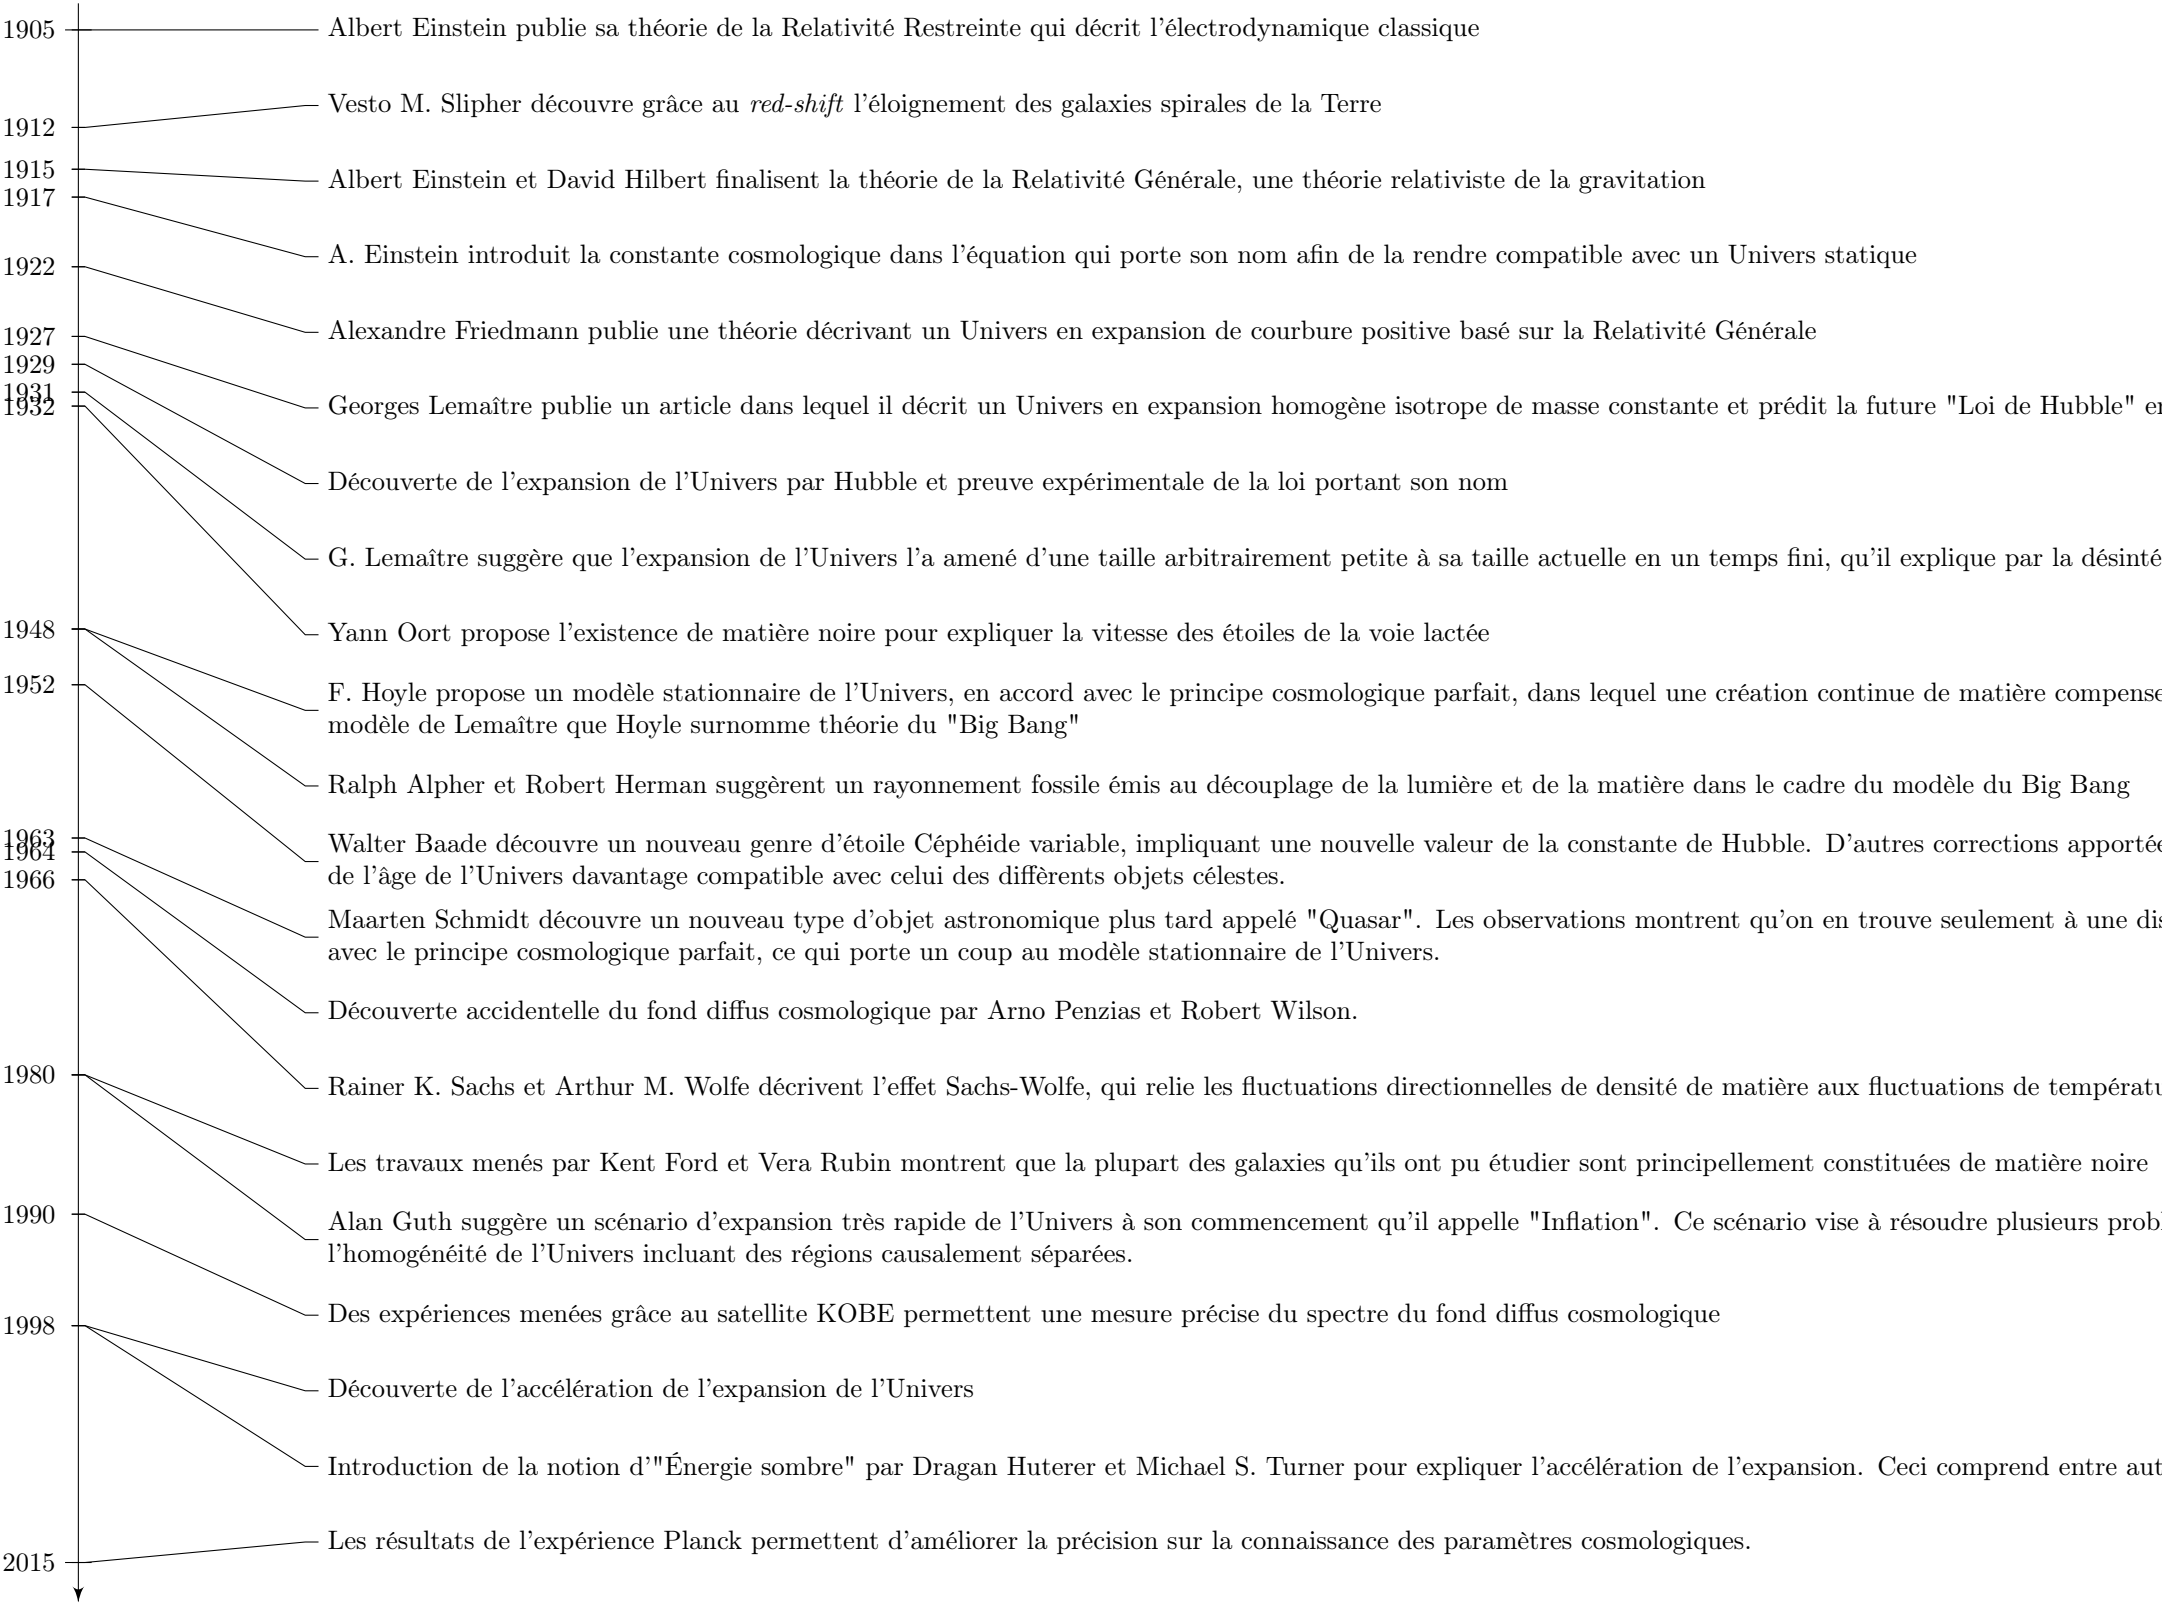 1905 Albert Einstein publie sa théorie de la Relativité Restreinte qui décrit l'électrodynamique classique
1912 Vesto M. Slipher découvre grâce au red-shift l'éloignement des galaxies spirales de la Terre
1915 Albert Einstein et David Hilbert finalisent la théorie de la Relativité Générale, une théorie relativiste de la gravitation
1917 A. Einstein introduit la constante cosmologique dans l'équation qui porte son nom afin de la rendre compatible avec un Univers statique
1922 Alexandre Friedmann publie une théorie décrivant un Univers en expansion de courbure positive basé sur la Relativité Générale
1927 Georges Lemaître publie un article dans lequel il décrit un Univers en expansion homogène isotrope de masse constante et prédit la future "Loi de Hubble"
1929 Découverte de l'expansion de l'Univers par Hubble et preuve expérimentale de la loi portant son nom
1931 G. Lemaître suggère que l'expansion de l'Univers l'a amené d'une taille arbitrairement petite à sa taille actuelle en un temps fini, qu'il explique par la
1932 Yann Oort propose l'existence de matière noire pour expliquer la vitesse des étoiles de la voie lactée
1948 F. Hoyle propose un modèle stationnaire de l'Univers, en accord avec le principe cosmologique parfait, dans lequel une création continue de matière compense
modèle de Lemaître que Hoyle surnomme théorie du "Big Bang"
Ralph Alpher et Robert Herman suggèrent un rayonnement fossile émis au découplage de la lumière et de la matière dans le cadre du modèle du Big Bang
1952 Walter Baade découvre un nouveau genre d'étoile Céphéide variable, impliquant une nouvelle valeur de la constante de Hubble. D'autres corrections
de l'âge de l'Univers davantage compatible avec celui des diffèrents objets célestes.
1963 Maarten Schmidt découvre un nouveau type d'objet astronomique plus tard appelé "Quasar". Les observations montrent qu'on en trouve seulement à une
avec le principe cosmologique parfait, ce qui porte un coup au modèle stationnaire de l'Univers.
1964 Découverte accidentelle du fond diffus cosmologique par Arno Penzias et Robert Wilson.
1966 Rainer K. Sachs et Arthur M. Wolfe décrivent l'effet Sachs-Wolfe, qui relie les fluctuations directionnelles de densité de matière aux fluctuations de
1980 Les travaux menés par Kent Ford et Vera Rubin montrent que la plupart des galaxies qu'ils ont pu étudier sont principellement constituées de matière noire
Alan Guth suggère un scénario d'expansion très rapide de l'Univers à son commencement qu'il appelle "Inflation". Ce scénario vise à résoudre plusieurs
l'homogénéité de l'Univers incluant des régions causalement séparées.
1990 Des expériences menées grâce au satellite KOBE permettent une mesure précise du spectre du fond diffus cosmologique
1998 Découverte de l'accélération de l'expansion de l'Univers
Introduction de la notion d'"Énergie sombre" par Dragan Huterer et Michael S. Turner pour expliquer l'accélération de l'expansion. Ceci comprend entre
2015 Les résultats de l'expérience Planck permettent d'améliorer la précision sur la connaissance des paramètres cosmologiques.